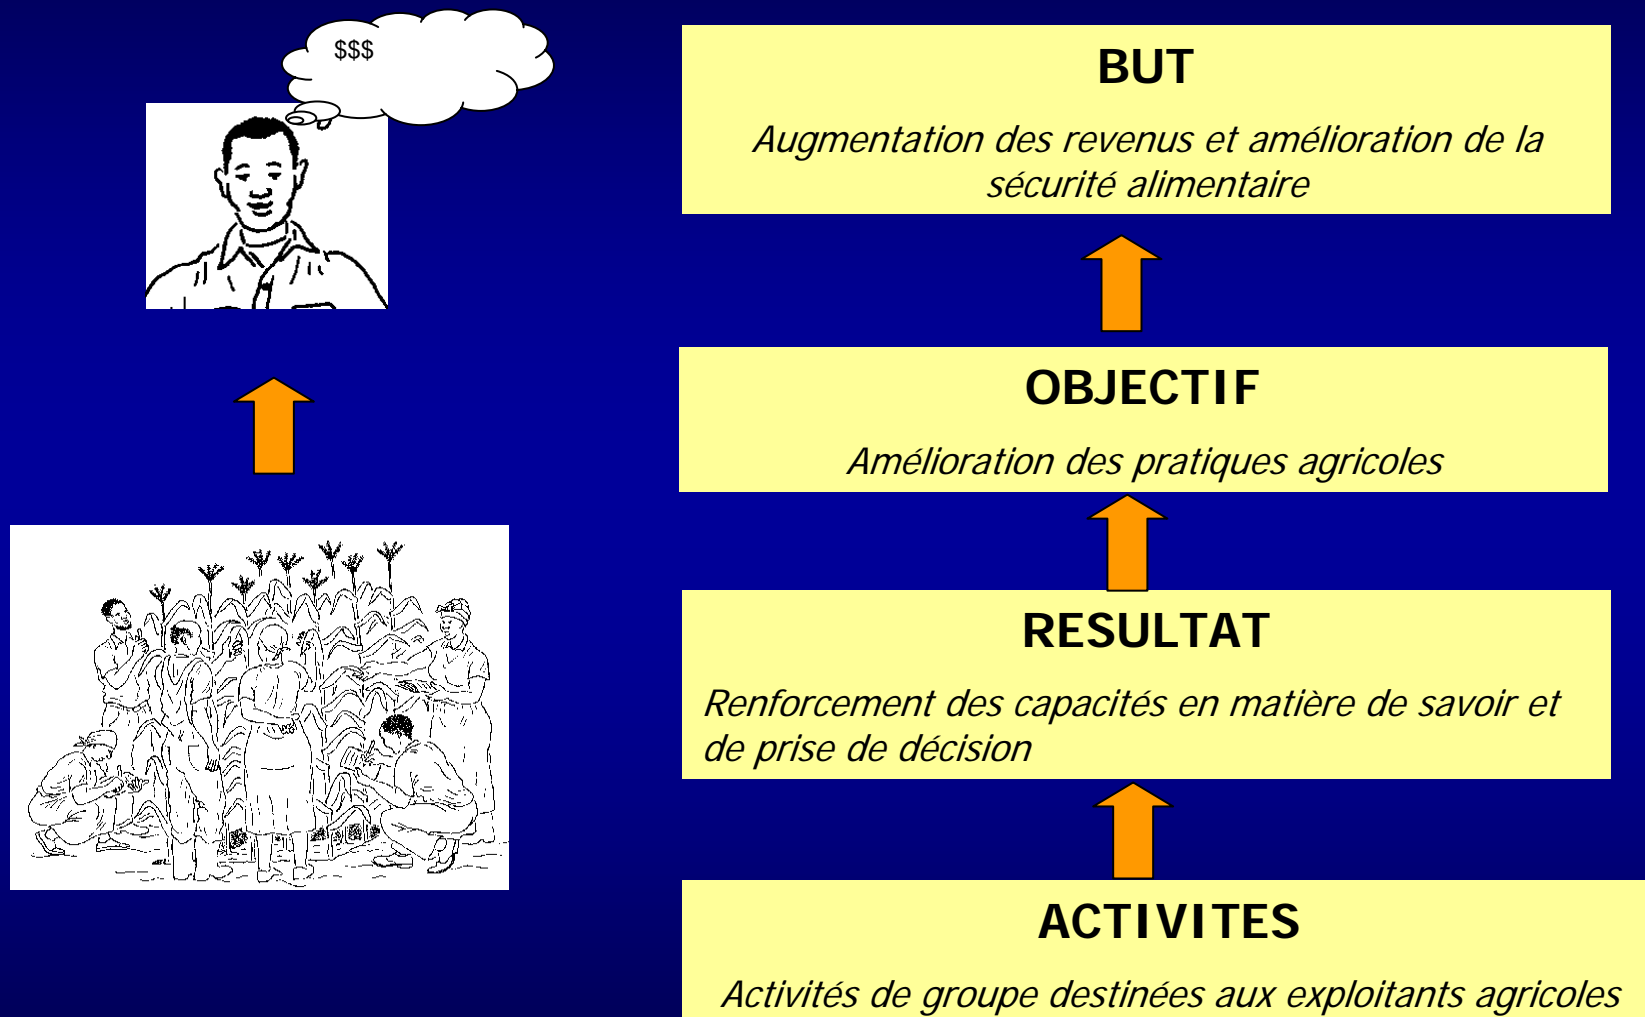 $$$
BUT
Augmentation des revenus et amélioration de la
sécurité alimentaire
OBJECTIF
Amélioration des pratiques agricoles
RESULTAT
Renforcement des capacités en matière de savoir et
de prise de décision
ACTIVITES
Activités de groupe destinées aux exploitants agricoles